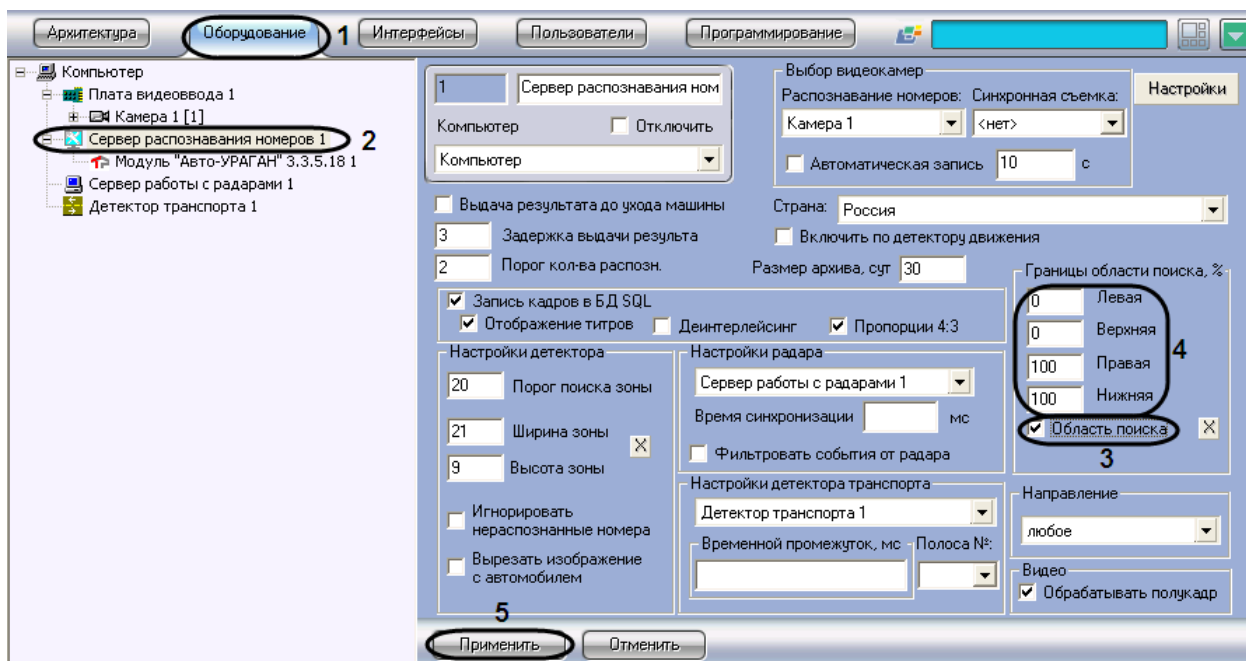 Архитектура Оборудование 1 Интерфейсы Пользователи Программирование
Компьютер
Плата видеоввода 1
Камера 1 [1]
Сервер распознавания номеров 1 2
Модуль "Авто-УРАГАН" 3.3.5.18 1
Сервер работы с радарами 1
Детектор транспорта 1
1 Сервер распознавания ном
Компьютер Отключить
Компьютер
Выбор видеокамер
Распознавание номеров: Синхронная съемка:
Камера 1 <нет>
Автоматическая запись 10 с
Настройки
Выдача результата до ухода машины
Страна: Россия
3 Задержка выдачи результа
Включить по детектору движения
2 Порог кол-ва распозн.
Размер архива, сут 30
Запись кадров в БД SQL
Отображение титров Деинтерлейсинг Пропорции 4:3
Границы области поиска, %
0 Левая
0 Верхняя
100 Правая
100 Нижняя
4
Область поиска X
3
Настройки детектора
20 Порог поиска зоны
21 Ширина зоны
X
9 Высота зоны
Игнорировать
нераспознанные номера
Вырезать изображение
с автомобилем
Настройки радара
Сервер работы с радарами 1
Время синхронизации мс
Фильтровать события от радара
Настройки детектора транспорта
Детектор транспорта 1
Временной промежуток, мс Полоса №:
Направление
любое
Видео
Обрабатывать полукадр
5
Применить Отменить